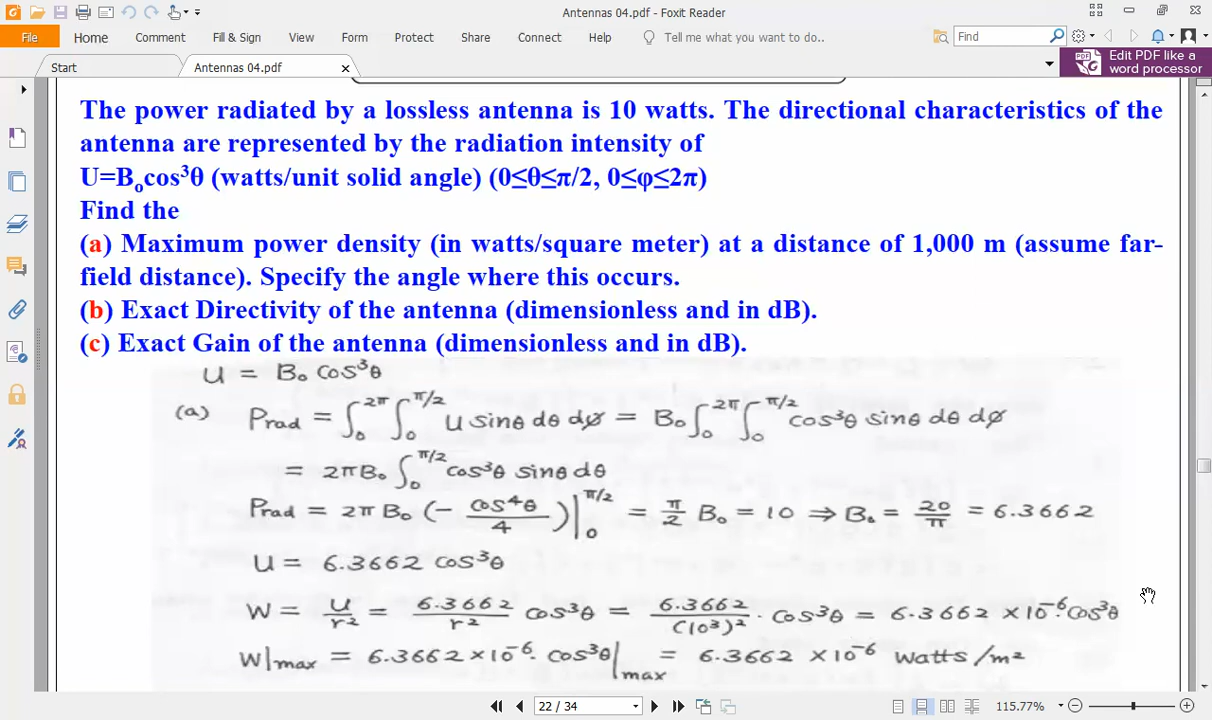 Antennas 04.pdf - Foxit Reader
File Home Comment Fill & Sign View Form Protect Share Connect Help Tell me what you want to do.. Find
Start Antennas 04.pdf Edit PDF like a
word processor
The power radiated by a lossless antenna is 10 watts. The directional characteristics of the
antenna are represented by the radiation intensity of
U=Bₒcos³θ (watts/unit solid angle) (0≤θ≤π/2, 0≤φ≤2π)
Find the
(a) Maximum power density (in watts/square meter) at a distance of 1,000 m (assume far-
field distance). Specify the angle where this occurs.
(b) Exact Directivity of the antenna (dimensionless and in dB).
(c) Exact Gain of the antenna (dimensionless and in dB).
U = B₀ cos³θ
(a) Prad = ∫₀^2π ∫₀^π/2 U sinθ dθ dφ = B₀ ∫₀^2π ∫₀^π/2 cos³θ sinθ dθ dφ
= 2πB₀ ∫₀^π/2 cos³θ sinθ dθ
Prad = 2π B₀ (- cos⁴θ/4)|₀^π/2 = π/2 B₀ = 10 ⇒ B₀ = 20/π = 6.3662
U = 6.3662 cos³θ
W = U/r² = 6.3662/r² cos³θ = 6.3662/(10³)² · cos³θ = 6.3662 ×10⁻⁶ · cos³θ
W|max = 6.3662 ×10⁻⁶ · cos³θ|max = 6.3662 ×10⁻⁶ watts/m²
22 / 34 115.77%